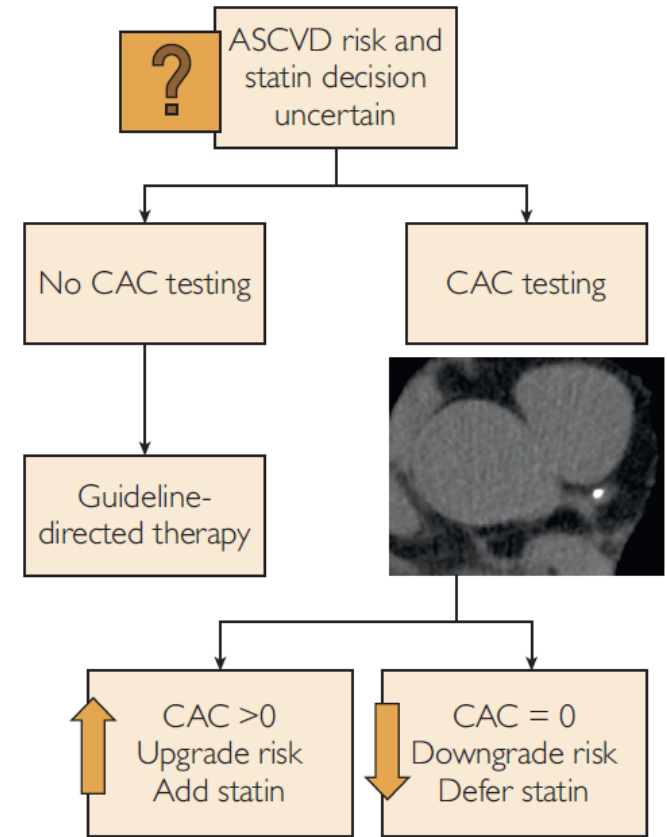 ?
ASCVD risk and
statin decision
uncertain
No CAC testing
CAC testing
Guideline-
directed therapy
CAC >0
Upgrade risk
Add statin
CAC = 0
Downgrade risk
Defer statin